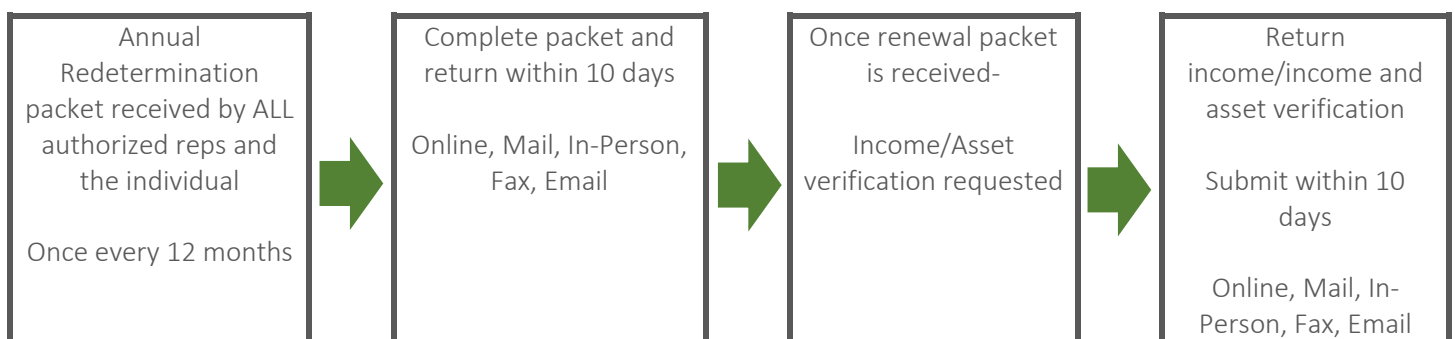 Annual
Redetermination
packet received by ALL
authorized reps and
the individual
Once every 12 months
Complete packet and
return within 10 days
Online, Mail, In-Person,
Fax, Email
Once renewal packet
is received-
Income/Asset
verification requested
Return
income/income and
asset verification
Submit within 10
days
Online, Mail, In-
Person, Fax, Email